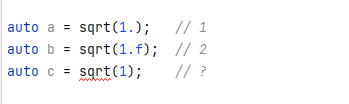 auto a = sqrt(1.);   // 1
auto b = sqrt(1.f);  // 2
auto c = sqrt(1);    // ?